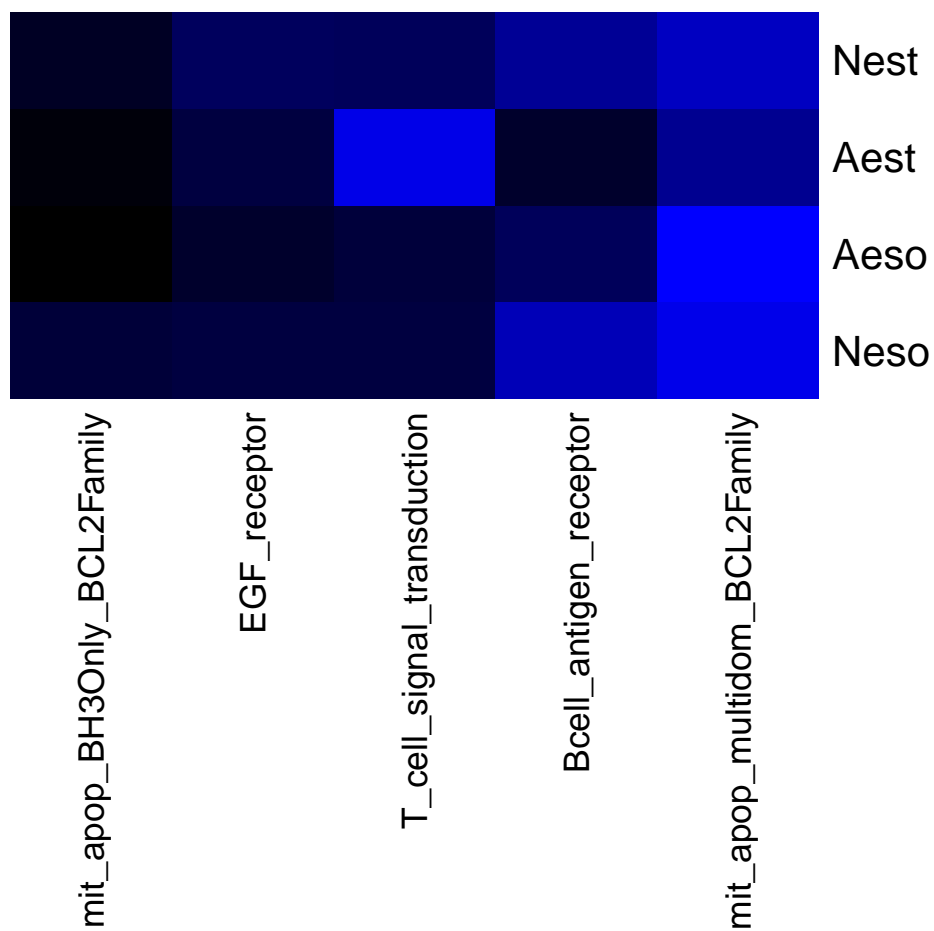 Nest
Aest
Aeso
Neso
mit_apop_BH3Only_BCL2Family
EGF_receptor
T_cell_signal_transduction
Bcell_antigen_receptor
mit_apop_multidom_BCL2Family